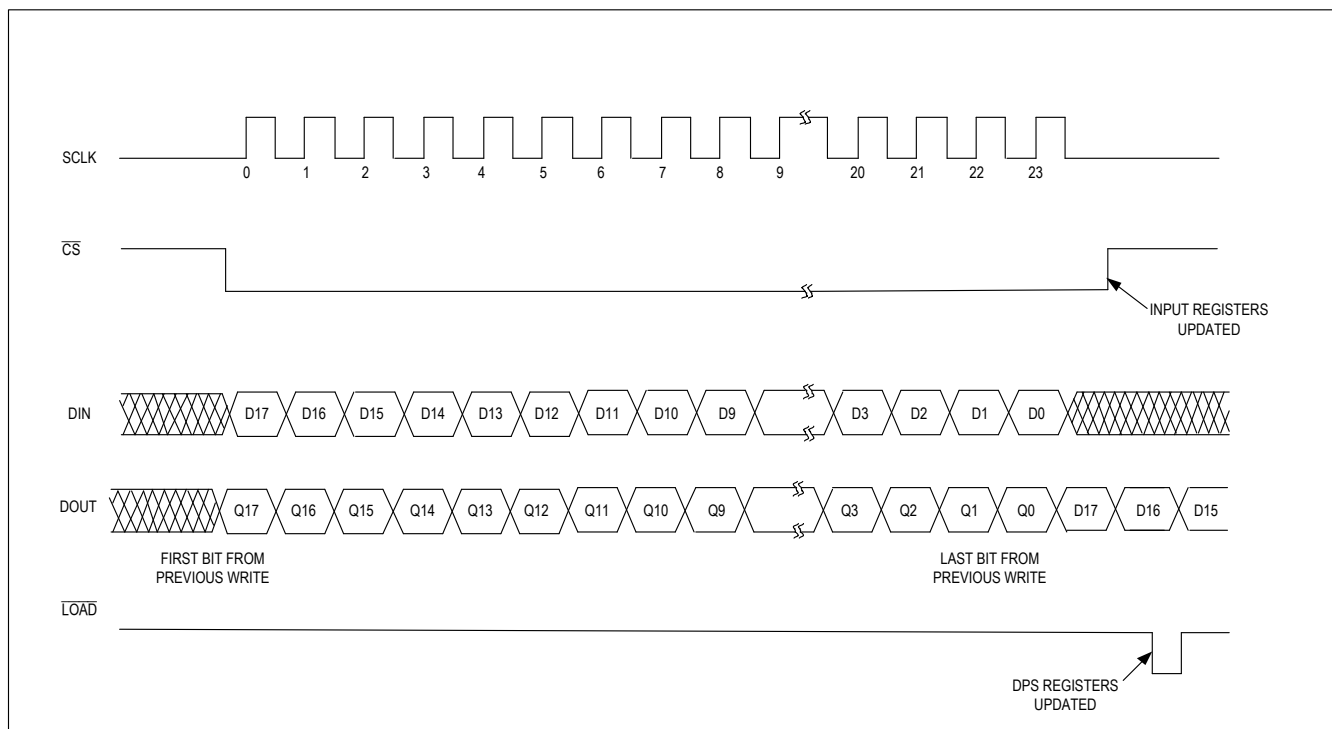 SCLK
0 1 2 3 4 5 6 7 8 9 20 21 22 23
CS
INPUT REGISTERS
UPDATED
DIN D17 D16 D15 D14 D13 D12 D11 D10 D9 D3 D2 D1 D0
DOUT Q17 Q16 Q15 Q14 Q13 Q12 Q11 Q10 Q9 Q3 Q2 Q1 Q0 D17 D16 D15
FIRST BIT FROM
PREVIOUS WRITE
LAST BIT FROM
PREVIOUS WRITE
LOAD
DPS REGISTERS
UPDATED